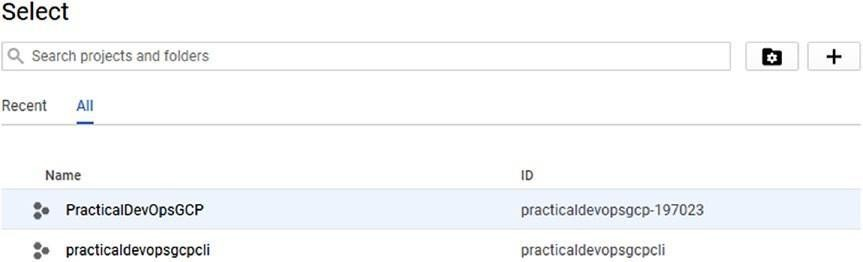 Select
Search projects and folders
Recent All
Name ID
PracticalDevOpsGCP practicaldevopsgcp-197023
practicaldevopsgcpcli practicaldevopsgcpcli